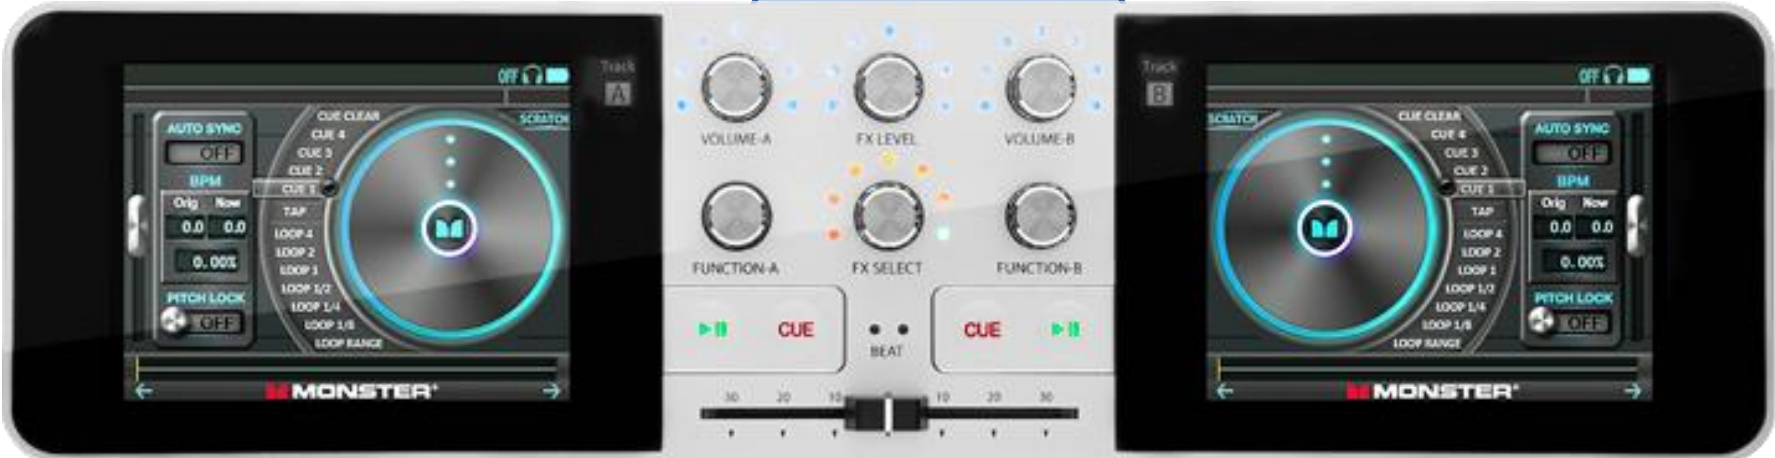 OFF
SCRATCH
AUTO SYNC
OFF
BPM
Orig Now
0.0 0.0
0.00%
PITCH LOCK
OFF
CUE CLEAR
CUE 4
CUE 3
CUE 2
CUE 1
TAP
LOOP 4
LOOP 2
LOOP 1
LOOP 1/2
LOOP 1/4
LOOP 1/8
LOOP RANGE
MONSTER
Track
A
VOLUME-A
FX LEVEL
VOLUME-B
FUNCTION-A
FX SELECT
FUNCTION-B
CUE
CUE
BEAT
30 20 10 10 20 30
Track
B
OFF
SCRATCH
CUE CLEAR
CUE 4
CUE 3
CUE 2
CUE 1
TAP
LOOP 4
LOOP 2
LOOP 1
LOOP 1/2
LOOP 1/4
LOOP 1/8
LOOP RANGE
AUTO SYNC
OFF
BPM
Orig Now
0.0 0.0
0.00%
PITCH LOCK
OFF
MONSTER